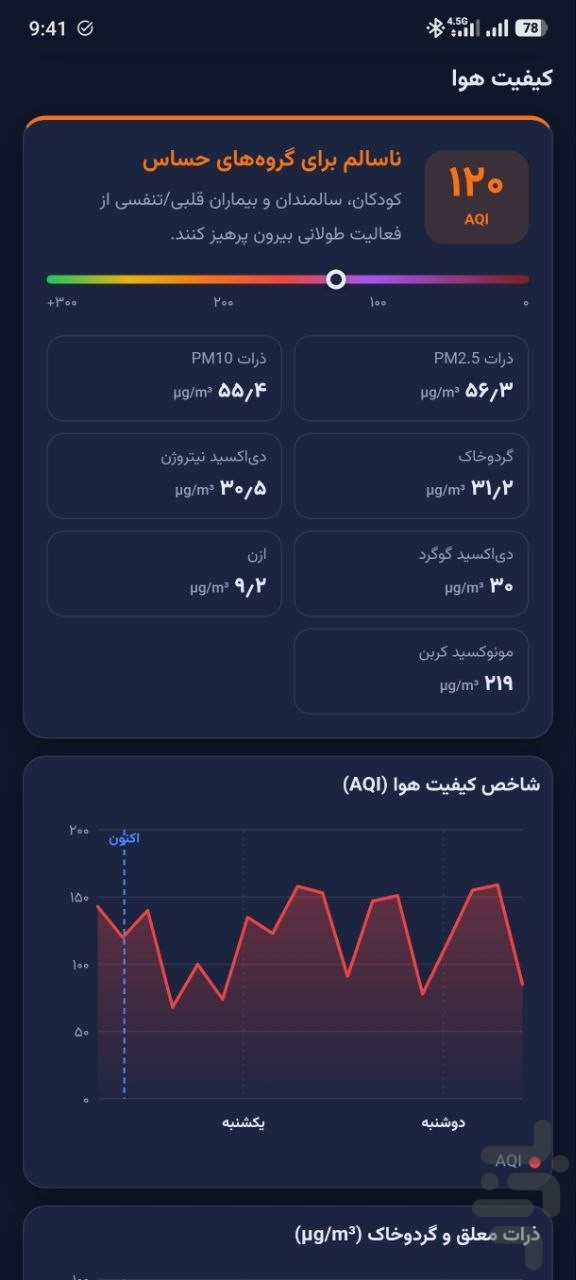 9:41
4.5G
78
کیفیت هوا
۱۲۰
AQI
ناسالم برای گروه‌های حساس
کودکان، سالمندان و بیماران قلبی/تنفسی از
فعالیت طولانی بیرون پرهیز کنند.
۰ ۱۰۰ ۲۰۰ ۳۰۰+
ذرات PM2.5
۵۶٫۳ µg/m³
ذرات PM10
۵۵٫۴ µg/m³
گردوخاک
۳۱٫۲ µg/m³
دی‌اکسید نیتروژن
۳۰٫۵ µg/m³
دی‌اکسید گوگرد
۳۰ µg/m³
ازن
۹٫۲ µg/m³
مونوکسید کربن
۲۱۹ µg/m³
شاخص کیفیت هوا (AQI)
۲۰۰
اکنون
۱۵۰
۱۰۰
۵۰
۰
یکشنبه دوشنبه
AQI
ذرات معلق و گردوخاک (µg/m³)